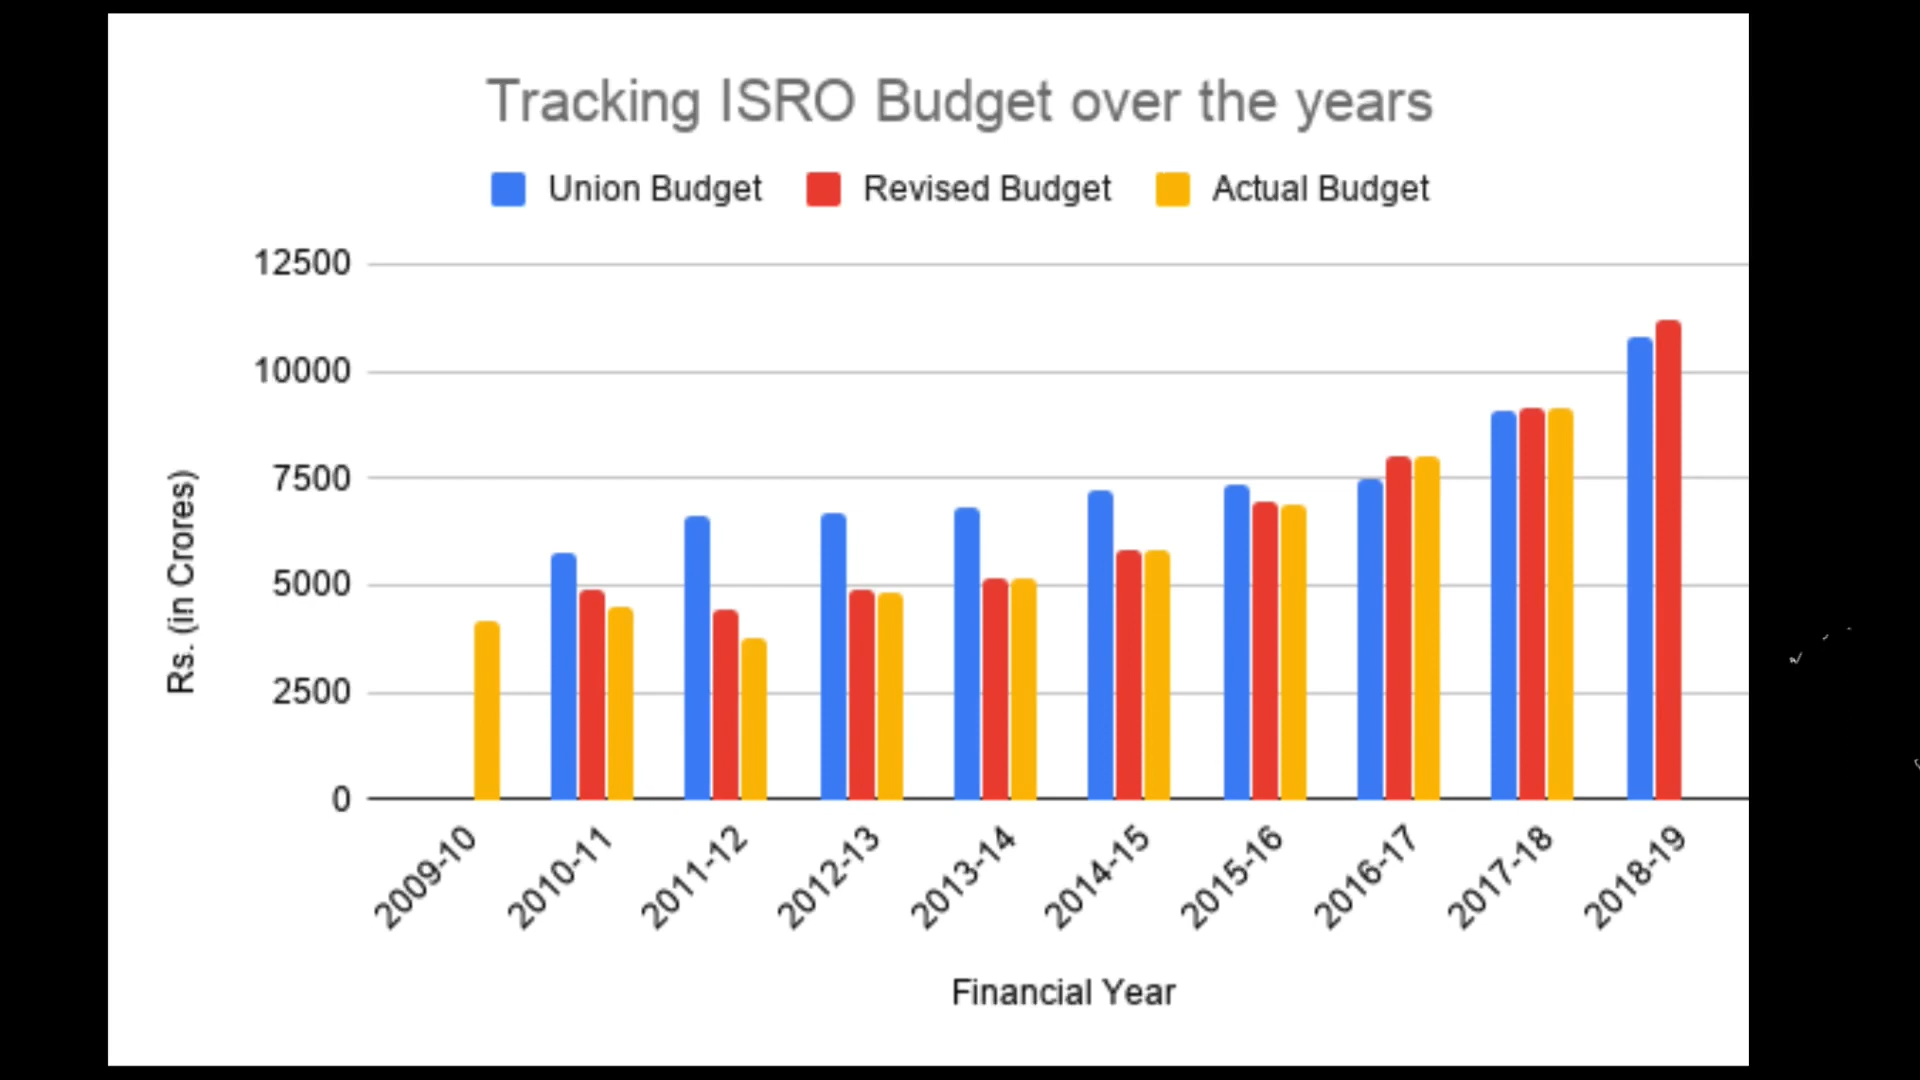 Tracking ISRO Budget over the years
Union Budget Revised Budget Actual Budget
12500
10000
7500
5000
2500
0
Rs. (in Crores)
2009-10 2010-11 2011-12 2012-13 2013-14 2014-15 2015-16 2016-17 2017-18 2018-19
Financial Year